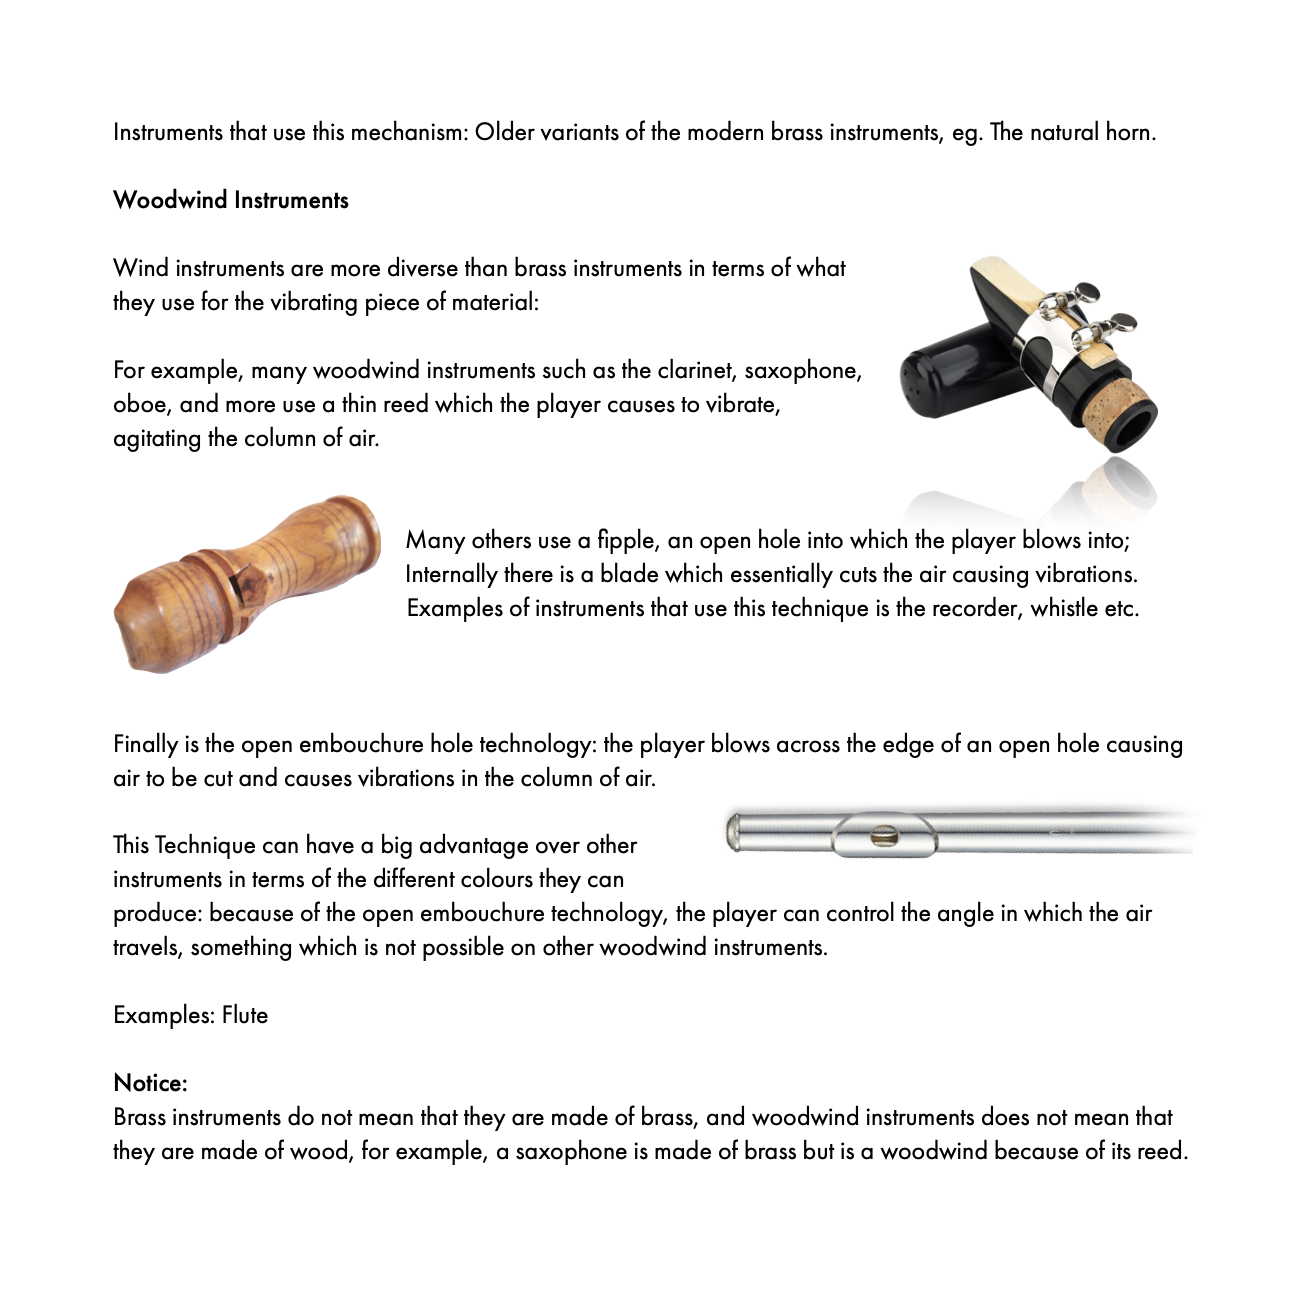 Instruments that use this mechanism: Older variants of the modern brass instruments, eg. The natural horn.
Woodwind Instruments
Wind instruments are more diverse than brass instruments in terms of what
they use for the vibrating piece of material:
For example, many woodwind instruments such as the clarinet, saxophone,
oboe, and more use a thin reed which the player causes to vibrate,
agitating the column of air.
Many others use a fipple, an open hole into which the player blows into;
Internally there is a blade which essentially cuts the air causing vibrations.
Examples of instruments that use this technique is the recorder, whistle etc.
Finally is the open embouchure hole technology: the player blows across the edge of an open hole causing
air to be cut and causes vibrations in the column of air.
This Technique can have a big advantage over other
instruments in terms of the different colours they can
produce: because of the open embouchure technology, the player can control the angle in which the air
travels, something which is not possible on other woodwind instruments.
Examples: Flute
Notice:
Brass instruments do not mean that they are made of brass, and woodwind instruments does not mean that
they are made of wood, for example, a saxophone is made of brass but is a woodwind because of its reed.